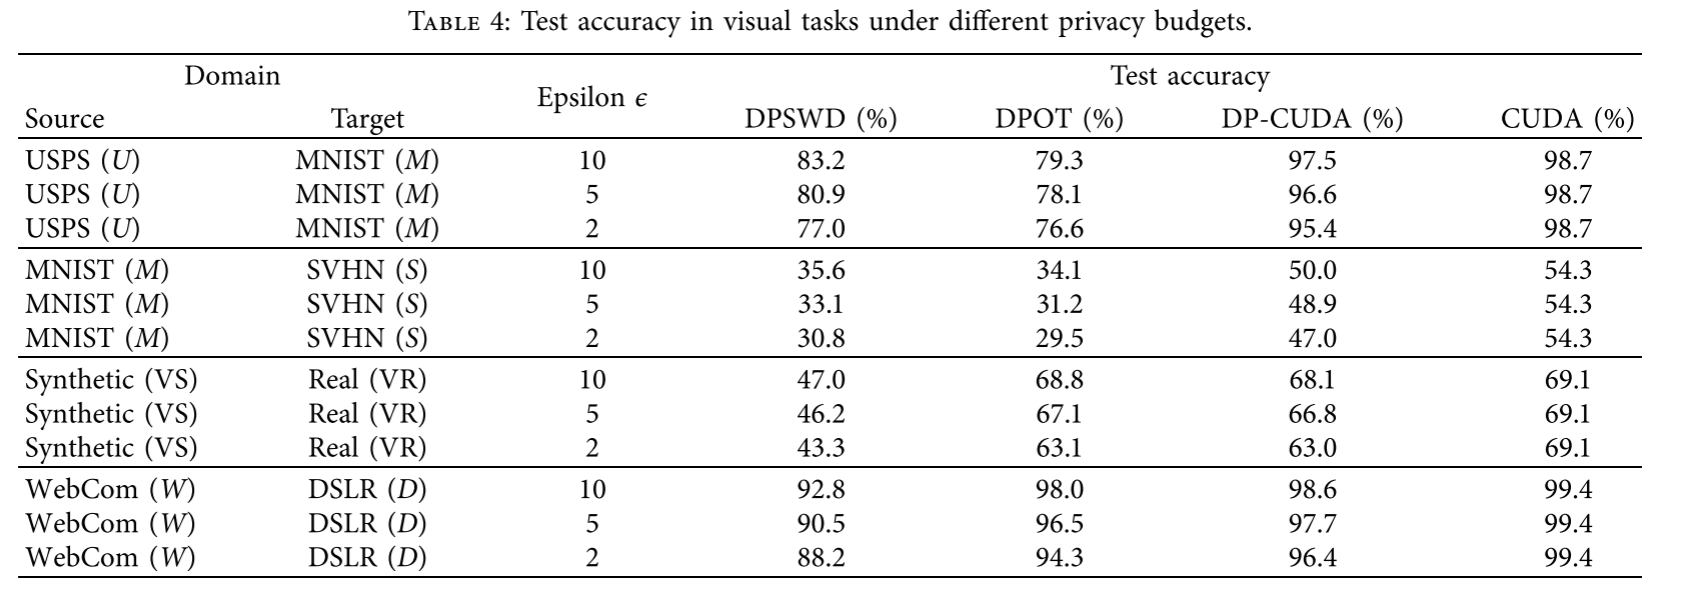 TABLE 4: Test accuracy in visual tasks under different privacy budgets.
Domain Epsilon ϵ Test accuracy
Source Target DPSWD (%) DPOT (%) DP-CUDA (%) CUDA (%)
USPS (U) MNIST (M) 10 83.2 79.3 97.5 98.7
USPS (U) MNIST (M) 5 80.9 78.1 96.6 98.7
USPS (U) MNIST (M) 2 77.0 76.6 95.4 98.7
MNIST (M) SVHN (S) 10 35.6 34.1 50.0 54.3
MNIST (M) SVHN (S) 5 33.1 31.2 48.9 54.3
MNIST (M) SVHN (S) 2 30.8 29.5 47.0 54.3
Synthetic (VS) Real (VR) 10 47.0 68.8 68.1 69.1
Synthetic (VS) Real (VR) 5 46.2 67.1 66.8 69.1
Synthetic (VS) Real (VR) 2 43.3 63.1 63.0 69.1
WebCom (W) DSLR (D) 10 92.8 98.0 98.6 99.4
WebCom (W) DSLR (D) 5 90.5 96.5 97.7 99.4
WebCom (W) DSLR (D) 2 88.2 94.3 96.4 99.4